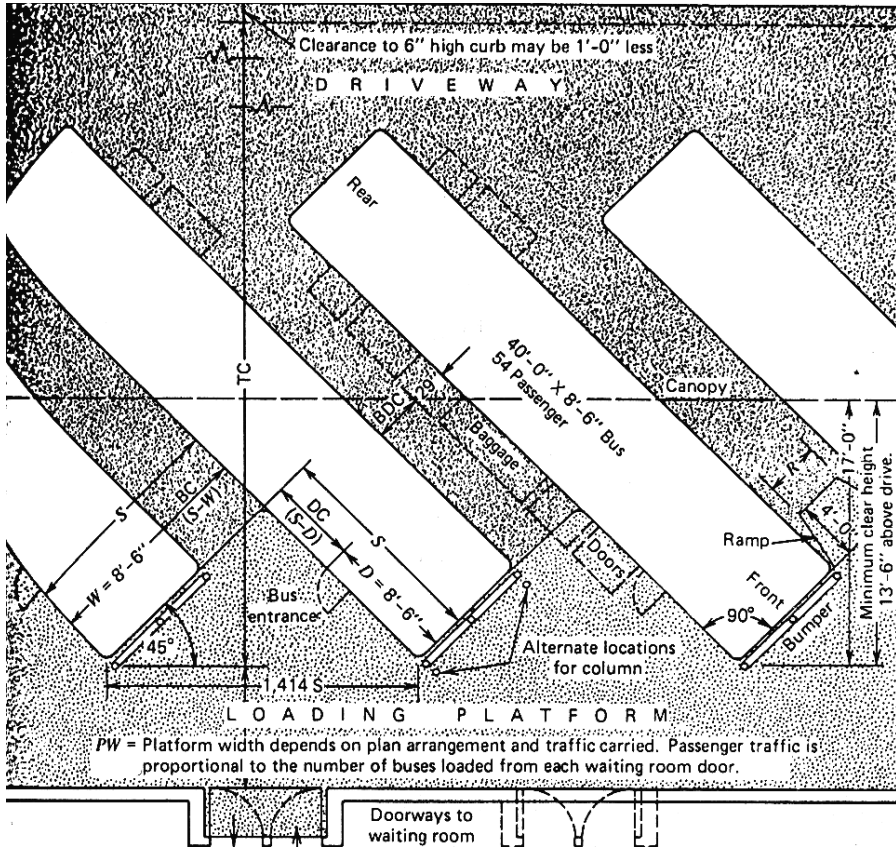 Clearance to 6" high curb may be 1'-0" less
D R I V E W A Y
Rear
TC
40'-0" X 8'-6" Bus
54 Passenger
Canopy
BDC
29"
Baggage
R
17'-0"
Minimum clear height
13'-6" above drive.
S
BC
(S–W)
W = 8'-6"
DC
(S–D)
S
D = 8'-6"
4'-0"
Ramp
Doors
Front
Bus
entrance
90°
Bumper
45°
Alternate locations
for column
1,414 S
L O A D I N G P L A T F O R M
PW = Platform width depends on plan arrangement and traffic carried. Passenger traffic is
proportional to the number of buses loaded from each waiting room door.
Doorways to
waiting room